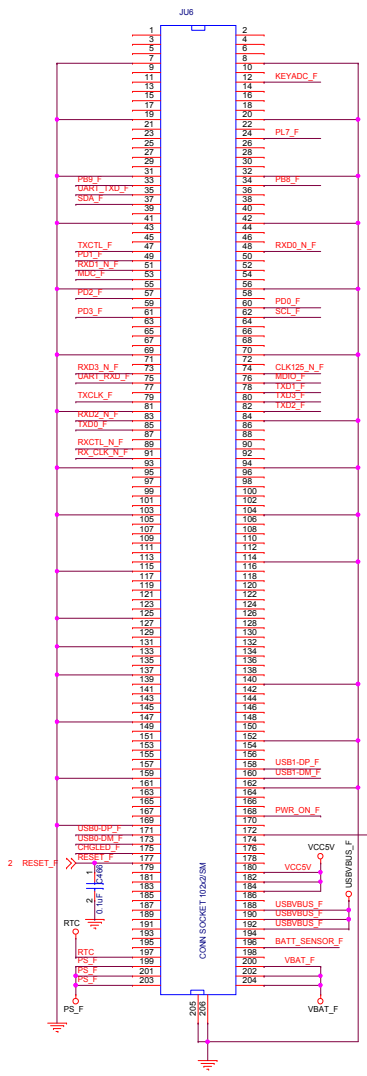 JU6
1 2
3 4
5 6
7 8
9 10
11 12 KEYADC_F
13 14
15 16
17 18
19 20
21 22
23 24 PL7_F
25 26
27 28
29 30
31 32
PB9_F 33 34 PB8_F
UART_TXD_F 35 36
SDA_F 37 38
39 40
41 42
43 44
45 46
TXCTL_F 47 48 RXD0_N_F
PD1_F 49 50
RXD1_N_F 51 52
MDC_F 53 54
55 56
PD2_F 57 58
59 60 PD0_F
PD3_F 61 62 SCL_F
63 64
65 66
67 68
69 70
71 72
RXD3_N_F 73 74 CLK125_N_F
UART_RXD_F 75 76 MDIO_F
77 78 TXD1_F
TXCLK_F 79 80 TXD3_F
81 82 TXD2_F
RXD2_N_F 83 84
TXD0_F 85 86
87 88
RXCTL_N_F 89 90
RX_CLK_N_F 91 92
93 94
95 96
97 98
99 100
101 102
103 104
105 106
107 108
109 110
111 112
113 114
115 116
117 118
119 120
121 122
123 124
125 126
127 128
129 130
131 132
133 134
135 136
137 138
139 140
141 142
143 144
145 146
147 148
149 150
151 152
153 154
155 156
157 158 USB1-DP_F
159 160 USB1-DM_F
161 162
163 164
165 166
167 168 PWR_ON_F
169 170
USB0-DP_F 171 172
USB0-DM_F 173 174
CHGLED_F 175 176
2 RESET_F RESET_F 177 178
179 180 VCC5V
181 182
183 184
185 186
187 188 USBVBUS_F
189 190 USBVBUS_F
191 192 USBVBUS_F
193 194
195 196 BATT_SENSOR_F
RTC 197 198
PS_F 199 200 VBAT_F
PS_F 201 202
PS_F 203 204
VCC5V
USBVBUS_F
1
C466
2
0.1uF
RTC
PS_F
VBAT_F
CONN SOCKET 102x2/SM
205
206